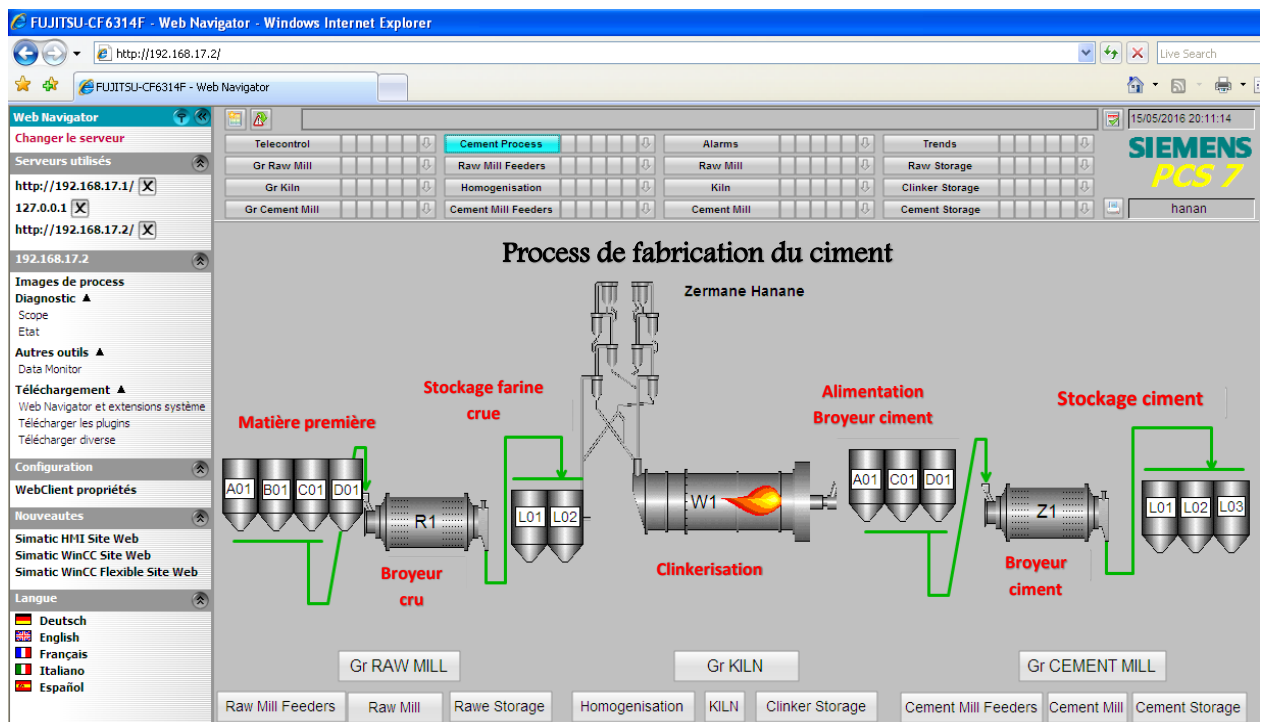 FUJITSU-CF6314F - Web Navigator - Windows Internet Explorer
http://192.168.17.2/
Live Search
FUJITSU-CF6314F - Web Navigator
Web Navigator
Changer le serveur
Serveurs utilisés
http://192.168.17.1/ X
127.0.0.1 X
http://192.168.17.2/ X
192.168.17.2
Images de process
Diagnostic ▲
Scope
Etat
Autres outils ▲
Data Monitor
Téléchargement ▲
Web Navigator et extensions système
Télécharger les plugins
Télécharger diverse
Configuration
WebClient propriétés
Nouveautes
Simatic HMI Site Web
Simatic WinCC Site Web
Simatic WinCC Flexible Site Web
Langue
Deutsch
English
Français
Italiano
Español
15/05/2016 20:11:14
Telecontrol Cement Process Alarms Trends
Gr Raw Mill Raw Mill Feeders Raw Mill Raw Storage
Gr Kiln Homogenisation Kiln Clinker Storage
Gr Cement Mill Cement Mill Feeders Cement Mill Cement Storage
SIEMENS
PCS 7
hanan
Process de fabrication du ciment
Zermane Hanane
Matière première
Stockage farine
crue
Alimentation
Broyeur ciment
Stockage ciment
A01 B01 C01 D01
R1
L01 L02
W1
A01 C01 D01
Z1
L01 L02 L03
Broyeur
cru
Clinkerisation
Broyeur
ciment
Gr RAW MILL Gr KILN Gr CEMENT MILL
Raw Mill Feeders Raw Mill Rawe Storage Homogenisation KILN Clinker Storage Cement Mill Feeders Cement Mill Cement Storage